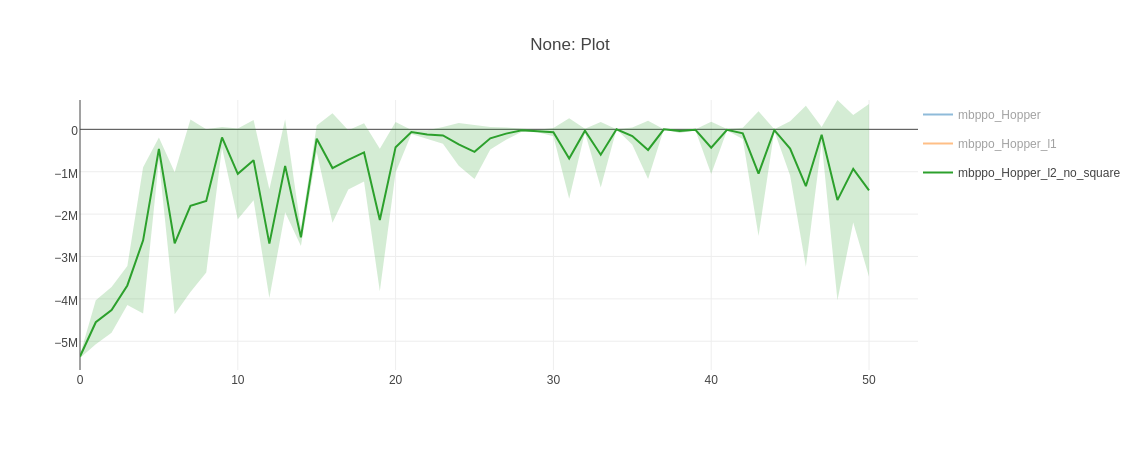 None: Plot
0
−1M
−2M
−3M
−4M
−5M
0 10 20 30 40 50
mbppo_Hopper
mbppo_Hopper_l1
mbppo_Hopper_l2_no_square